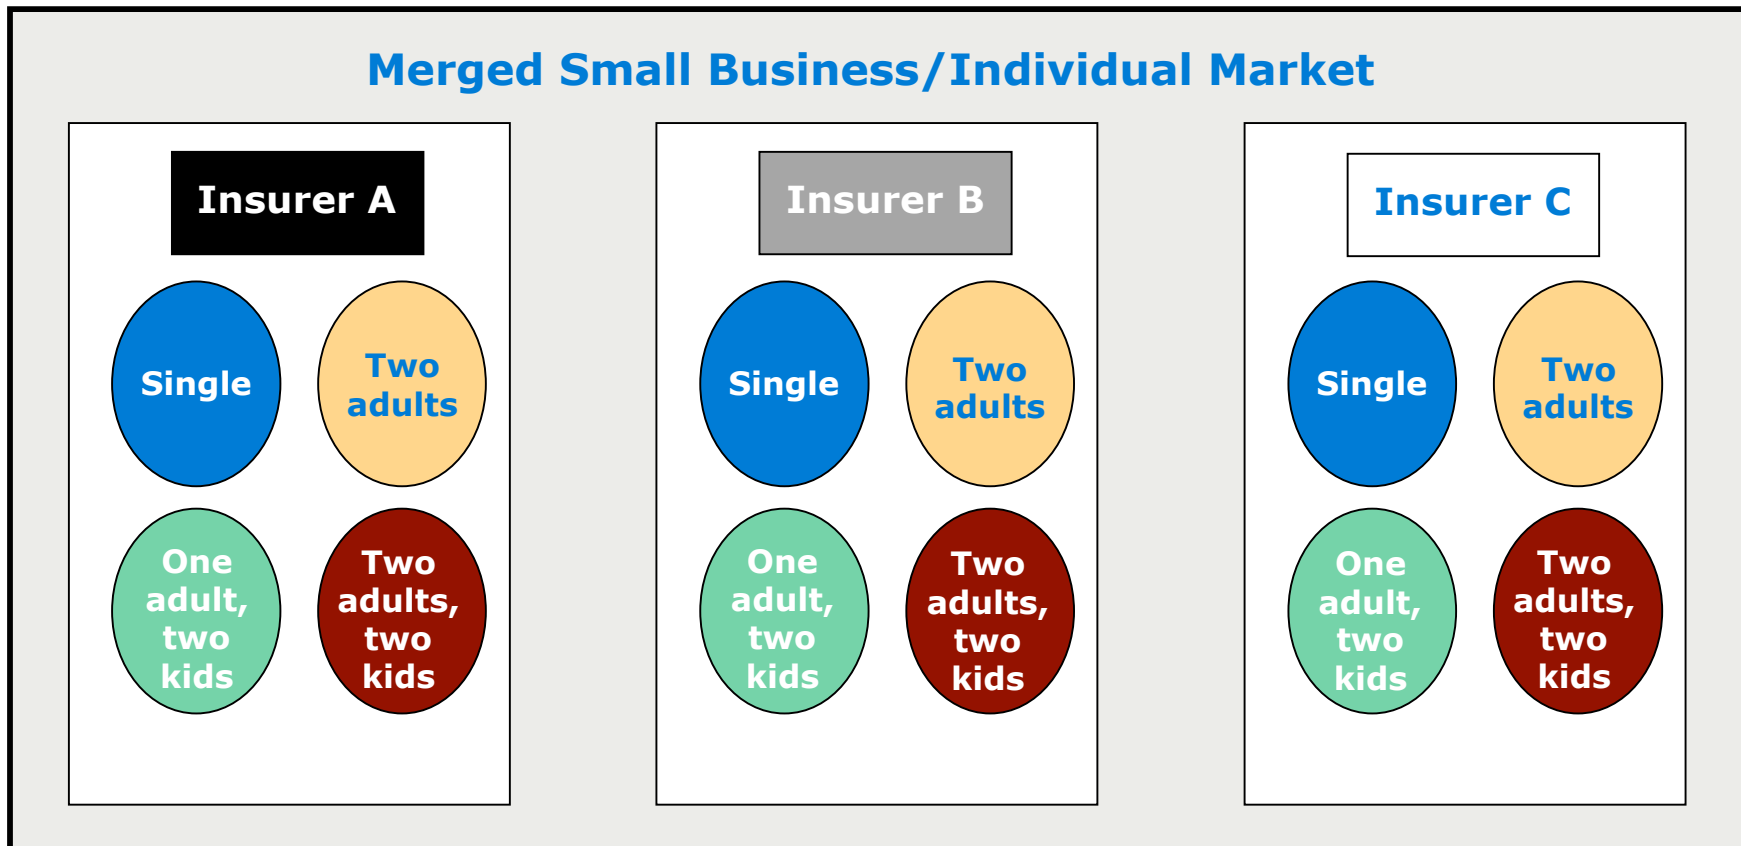 Merged Small Business/Individual Market
Insurer A
Single
Two
adults
One
adult,
two
kids
Two
adults,
two
kids
Insurer B
Single
Two
adults
One
adult,
two
kids
Two
adults,
two
kids
Insurer C
Single
Two
adults
One
adult,
two
kids
Two
adults,
two
kids